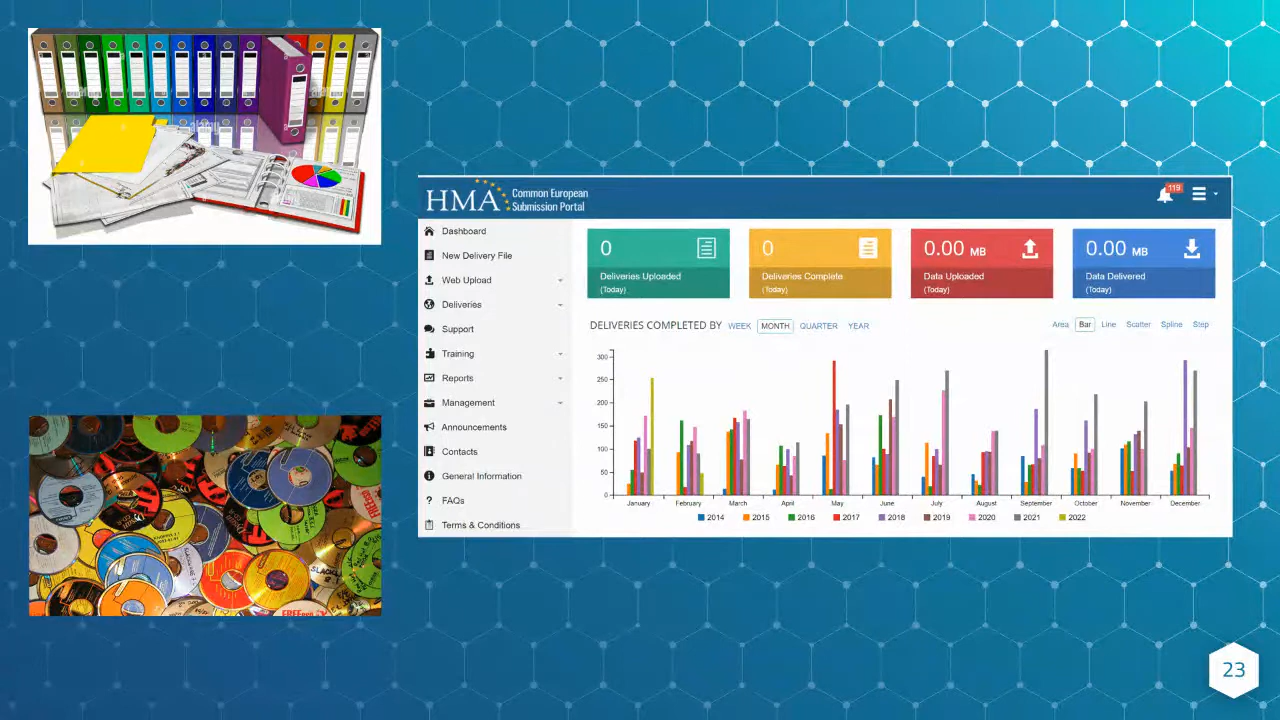 HMA Common European
Submission Portal
119
Dashboard
New Delivery File
Web Upload
Deliveries
Support
Training
Reports
Management
Announcements
Contacts
General Information
FAQs
Terms & Conditions
0
Deliveries Uploaded
(Today)
0
Deliveries Complete
(Today)
0.00 MB
Data Uploaded
(Today)
0.00 MB
Data Delivered
(Today)
DELIVERIES COMPLETED BY WEEK MONTH QUARTER YEAR
Area Bar Line Scatter Spline Step
300
250
200
150
100
50
0
January February March April May June July August September October November December
2014 2015 2016 2017 2018 2019 2020 2021 2022
23